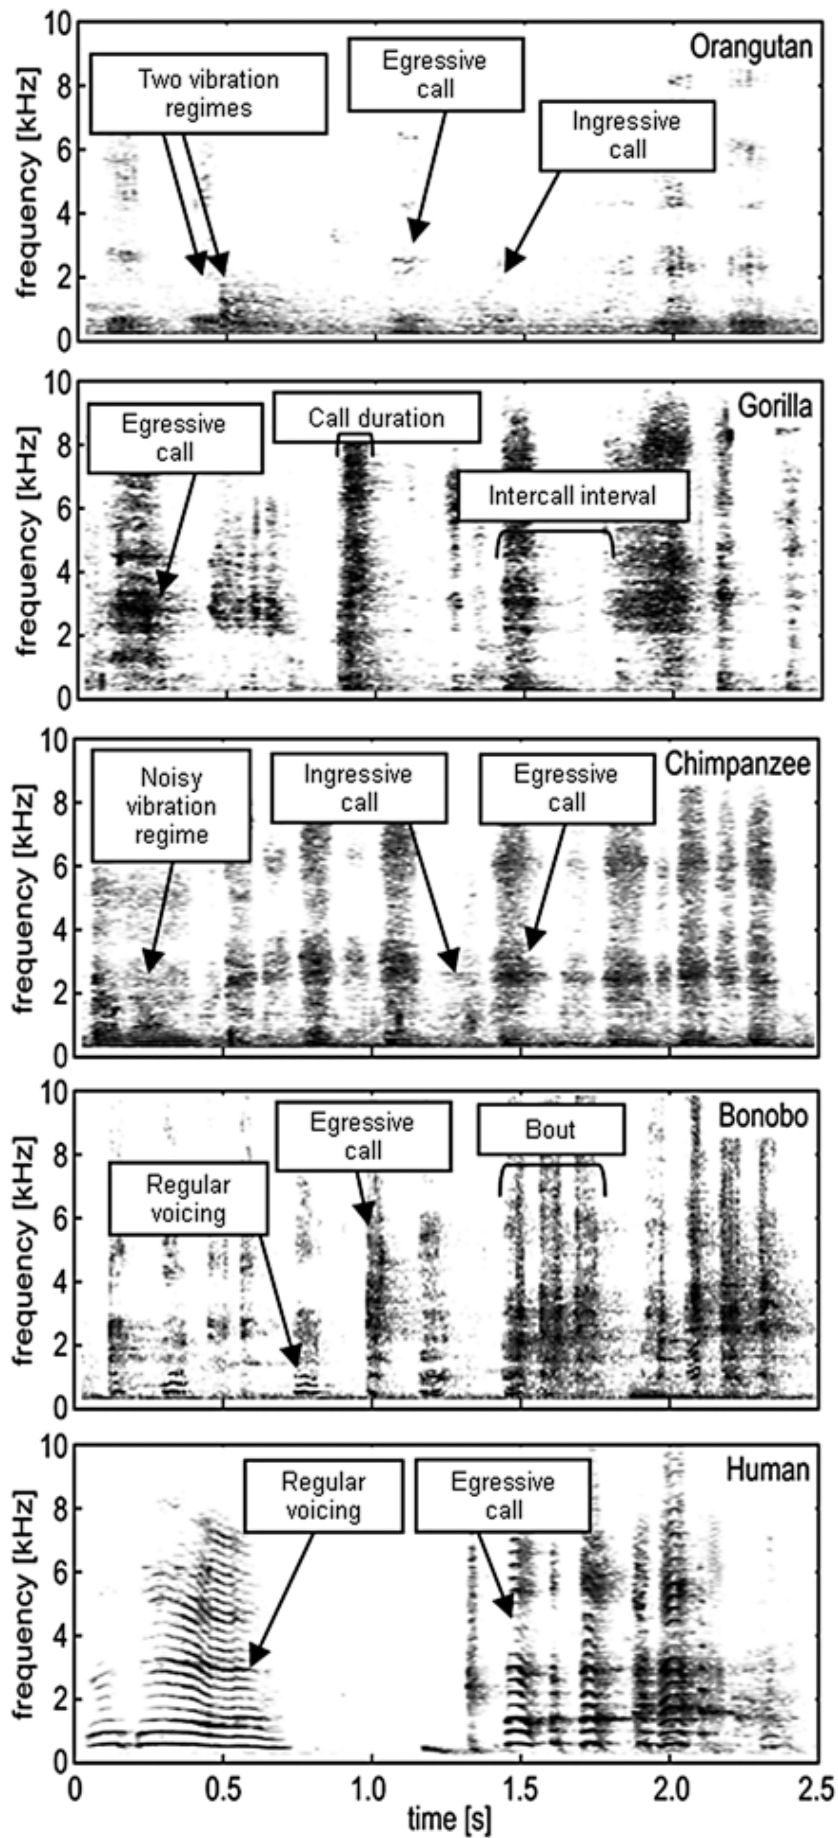 10
8
6
4
2
0
frequency [kHz]
Orangutan
Two vibration
regimes
Egressive
call
Ingressive
call
10
8
6
4
2
0
frequency [kHz]
Gorilla
Egressive
call
Call duration
Intercall interval
10
8
6
4
2
0
frequency [kHz]
Chimpanzee
Noisy
vibration
regime
Ingressive
call
Egressive
call
10
8
6
4
2
0
frequency [kHz]
Bonobo
Regular
voicing
Egressive
call
Bout
10
8
6
4
2
0
frequency [kHz]
Human
Regular
voicing
Egressive
call
0 0.5 1.0 1.5 2.0 2.5
time [s]